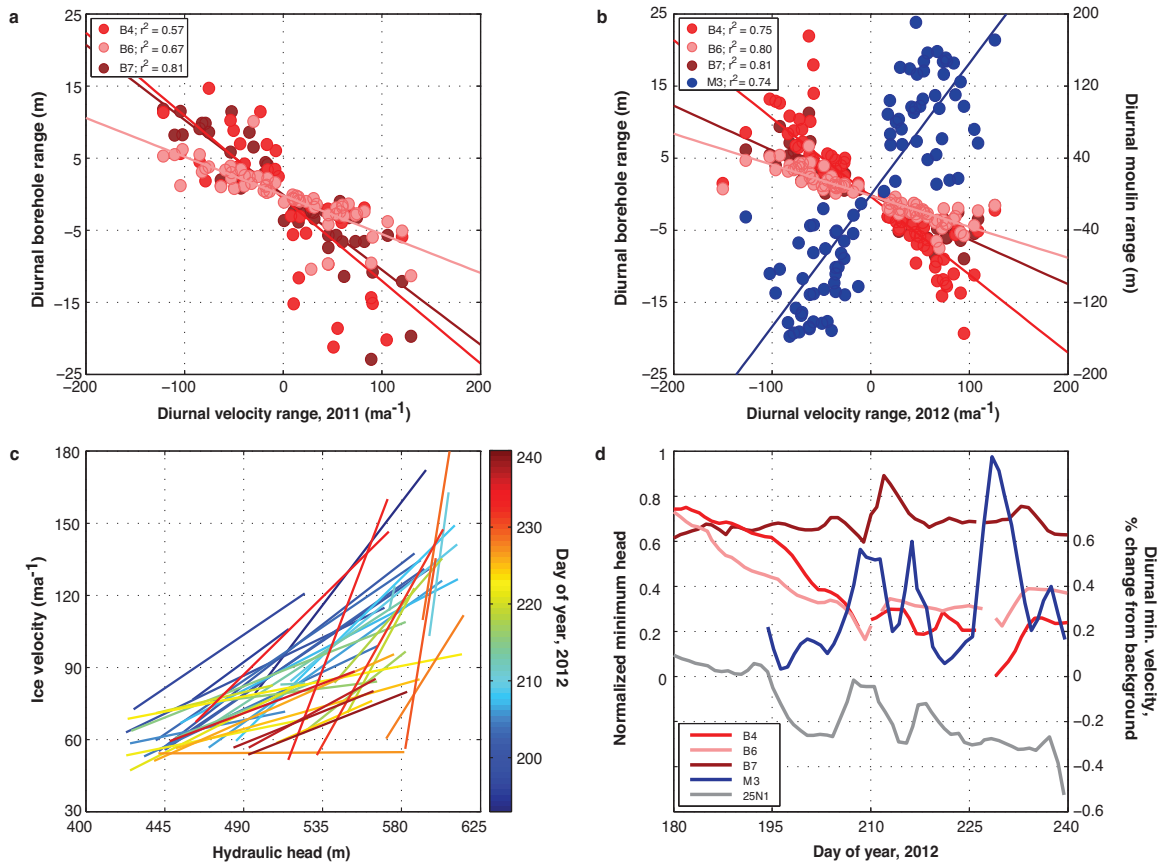 a
25
15
5
−5
−15
−25
Diurnal borehole range (m)
B4; r² = 0.57
B6; r² = 0.67
B7; r² = 0.81
−200
−100
0
100
200
Diurnal velocity range, 2011 (ma⁻¹)
b
25
15
5
−5
−15
−25
Diurnal borehole range (m)
B4; r² = 0.75
B6; r² = 0.80
B7; r² = 0.81
M3; r² = 0.74
200
120
40
−40
−120
−200
Diurnal moulin range (m)
−200
−100
0
100
200
Diurnal velocity range, 2012 (ma⁻¹)
c
180
150
120
90
60
30
Ice velocity (ma⁻¹)
400
445
490
535
580
625
Hydraulic head (m)
240
230
220
210
200
Day of year, 2012
d
1
0.8
0.6
0.4
0.2
0
Normalized minimum head
B4
B6
B7
M3
25N1
0.6
0.4
0.2
0
−0.2
−0.4
−0.6
Diurnal min. velocity,
% change from background
180
195
210
225
240
Day of year, 2012